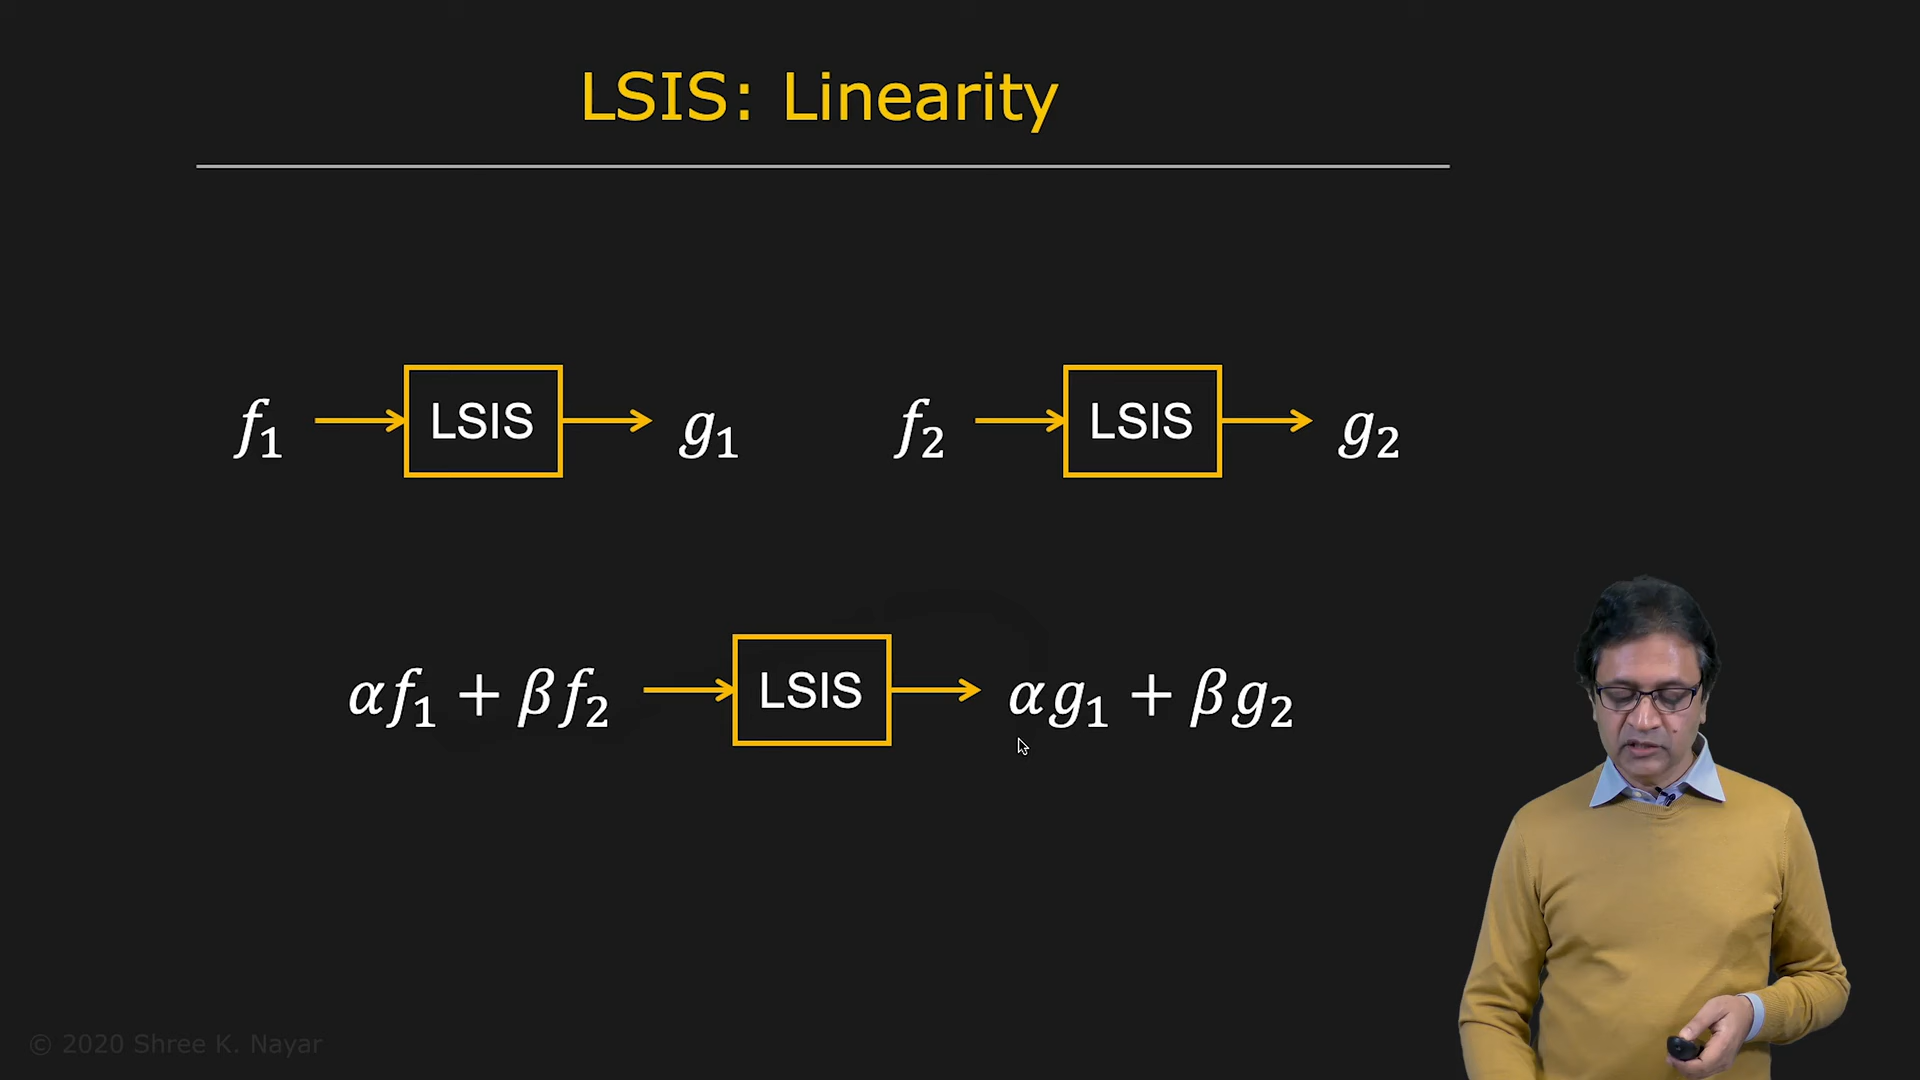 LSIS: Linearity
f₁ → LSIS → g₁ f₂ → LSIS → g₂
αf₁ + βf₂ → LSIS → αg₁ + βg₂
© 2020 Shree K. Nayar